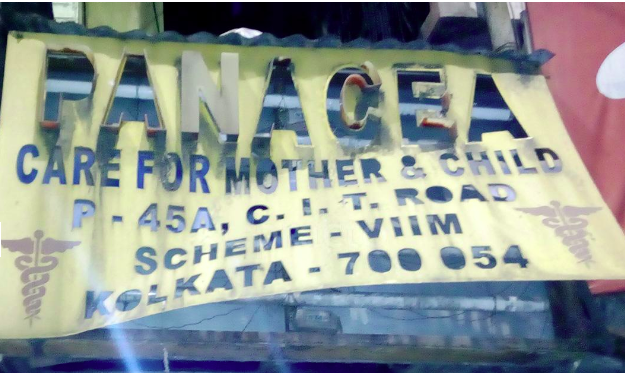 PANACEA
CARE FOR MOTHER & CHILD
P - 45A, C. I. T. ROAD
SCHEME - VIIM
KOLKATA - 700 054